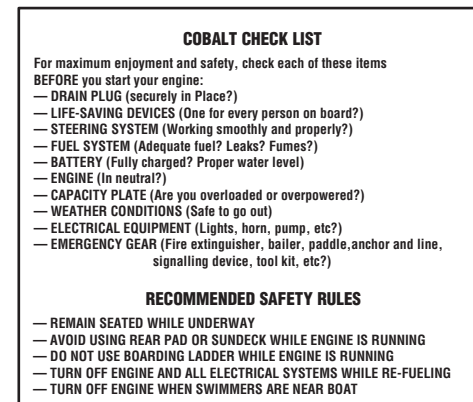 COBALT CHECK LIST
For maximum enjoyment and safety, check each of these items
BEFORE you start your engine:
— DRAIN PLUG (securely in Place?)
— LIFE-SAVING DEVICES (One for every person on board?)
— STEERING SYSTEM (Working smoothly and properly?)
— FUEL SYSTEM (Adequate fuel? Leaks? Fumes?)
— BATTERY (Fully charged? Proper water level)
— ENGINE (In neutral?)
— CAPACITY PLATE (Are you overloaded or overpowered?)
— WEATHER CONDITIONS (Safe to go out)
— ELECTRICAL EQUIPMENT (Lights, horn, pump, etc?)
— EMERGENCY GEAR (Fire extinguisher, bailer, paddle,anchor and line,
signalling device, tool kit, etc?)
RECOMMENDED SAFETY RULES
— REMAIN SEATED WHILE UNDERWAY
— AVOID USING REAR PAD OR SUNDECK WHILE ENGINE IS RUNNING
— DO NOT USE BOARDING LADDER WHILE ENGINE IS RUNNING
— TURN OFF ENGINE AND ALL ELECTRICAL SYSTEMS WHILE RE-FUELING
— TURN OFF ENGINE WHEN SWIMMERS ARE NEAR BOAT